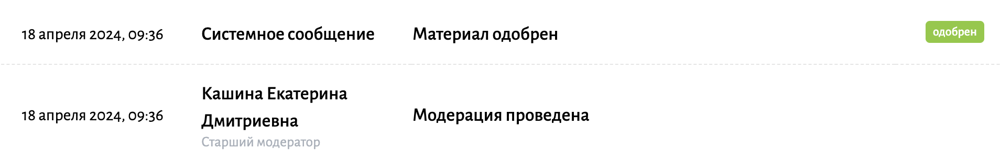 18 апреля 2024, 09:36 Системное сообщение Материал одобрен одобрен
Кашина Екатерина
18 апреля 2024, 09:36 Дмитриевна Модерация проведена
Старший модератор